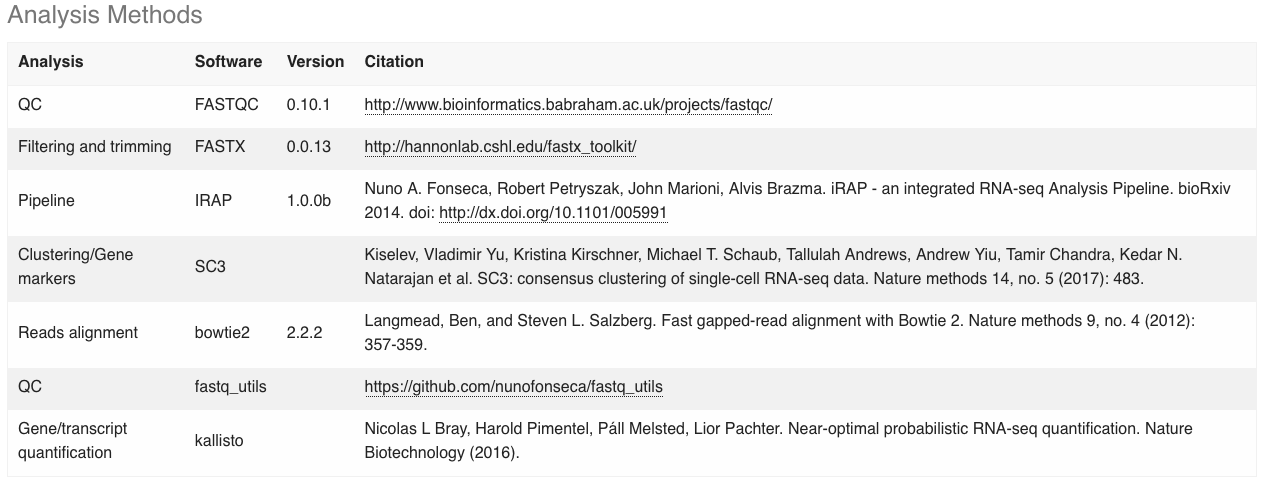 Analysis Methods
Analysis Software Version Citation
QC FASTQC 0.10.1 http://www.bioinformatics.babraham.ac.uk/projects/fastqc/
Filtering and trimming FASTX 0.0.13 http://hannonlab.cshl.edu/fastx_toolkit/
Pipeline IRAP 1.0.0b Nuno A. Fonseca, Robert Petryszak, John Marioni, Alvis Brazma. iRAP - an integrated RNA-seq Analysis Pipeline. bioRxiv
2014. doi: http://dx.doi.org/10.1101/005991
Clustering/Gene
markers
SC3
Kiselev, Vladimir Yu, Kristina Kirschner, Michael T. Schaub, Tallulah Andrews, Andrew Yiu, Tamir Chandra, Kedar N.
Natarajan et al. SC3: consensus clustering of single-cell RNA-seq data. Nature methods 14, no. 5 (2017): 483.
Reads alignment bowtie2 2.2.2 Langmead, Ben, and Steven L. Salzberg. Fast gapped-read alignment with Bowtie 2. Nature methods 9, no. 4 (2012):
357-359.
QC fastq_utils https://github.com/nunofonseca/fastq_utils
Gene/transcript
quantification
kallisto
Nicolas L Bray, Harold Pimentel, Páll Melsted, Lior Pachter. Near-optimal probabilistic RNA-seq quantification. Nature
Biotechnology (2016).